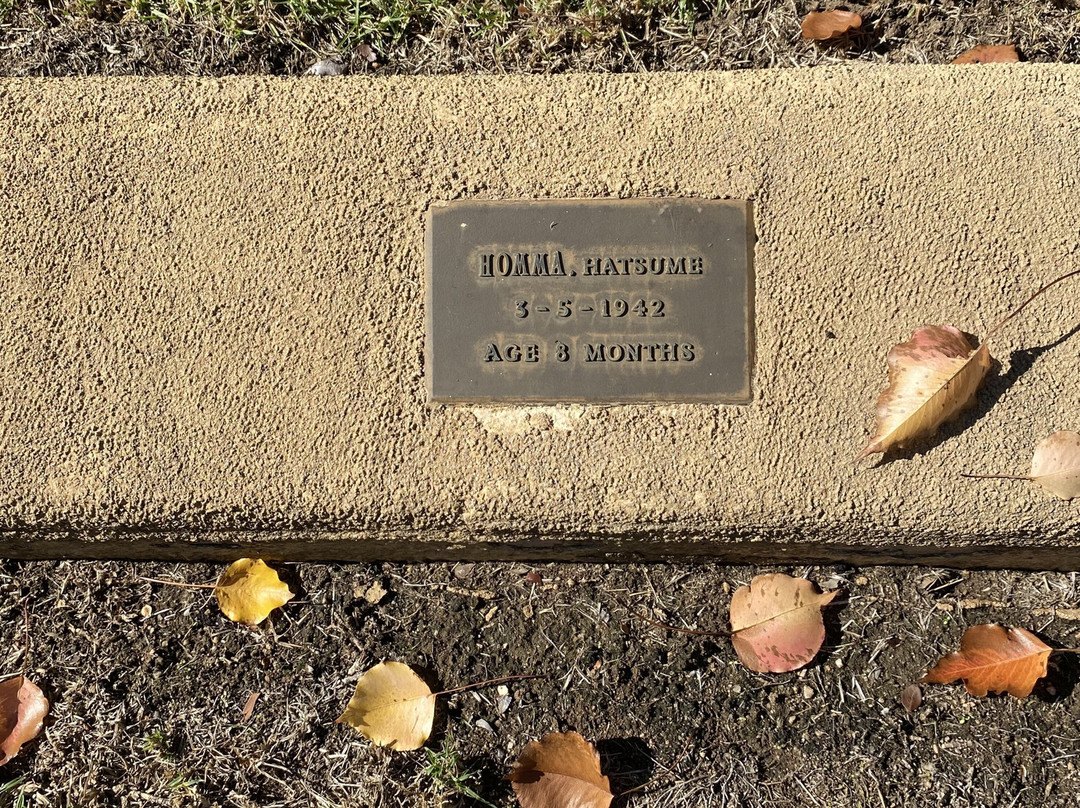 HOMMA. HATSUME
3-5-1942
AGE 8 MONTHS